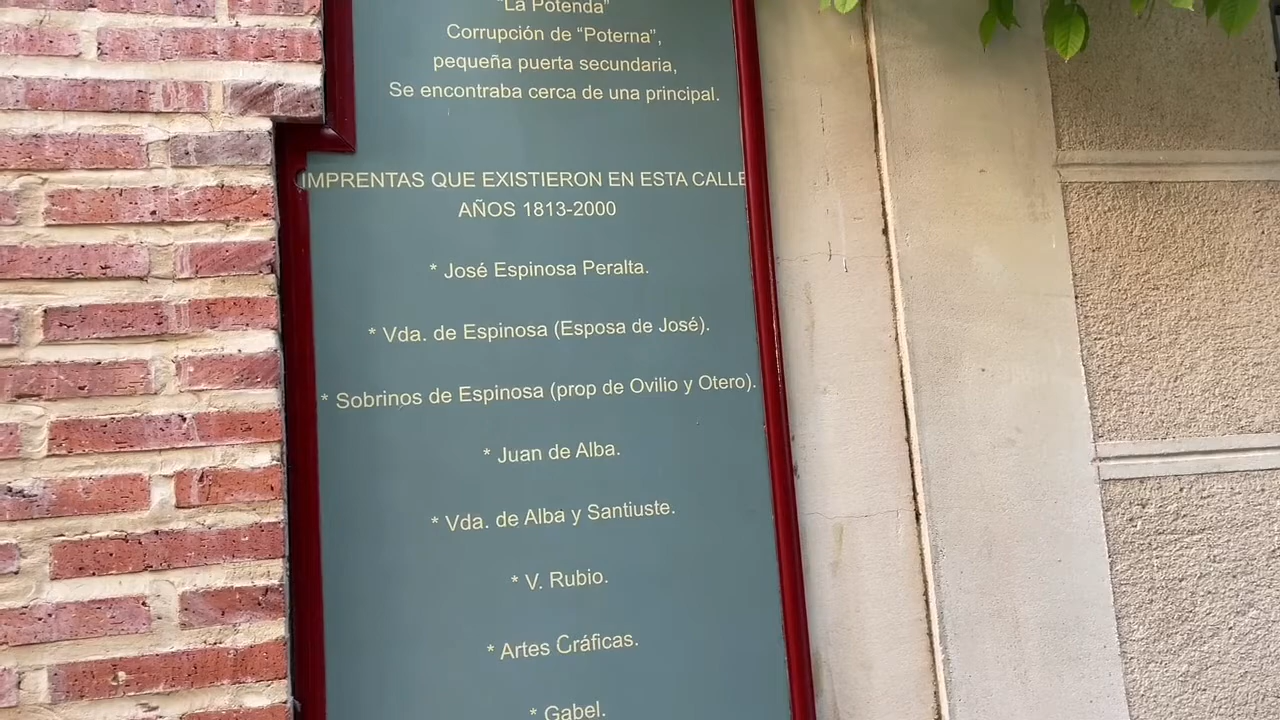 "La Potenda"
Corrupción de "Poterna",
pequeña puerta secundaria,
Se encontraba cerca de una principal.
IMPRENTAS QUE EXISTIERON EN ESTA CALLE
AÑOS 1813-2000
* José Espinosa Peralta.
* Vda. de Espinosa (Esposa de José).
* Sobrinos de Espinosa (prop de Ovilio y Otero).
* Juan de Alba.
* Vda. de Alba y Santiuste.
* V. Rubio.
* Artes Gráficas.
* Gabel.